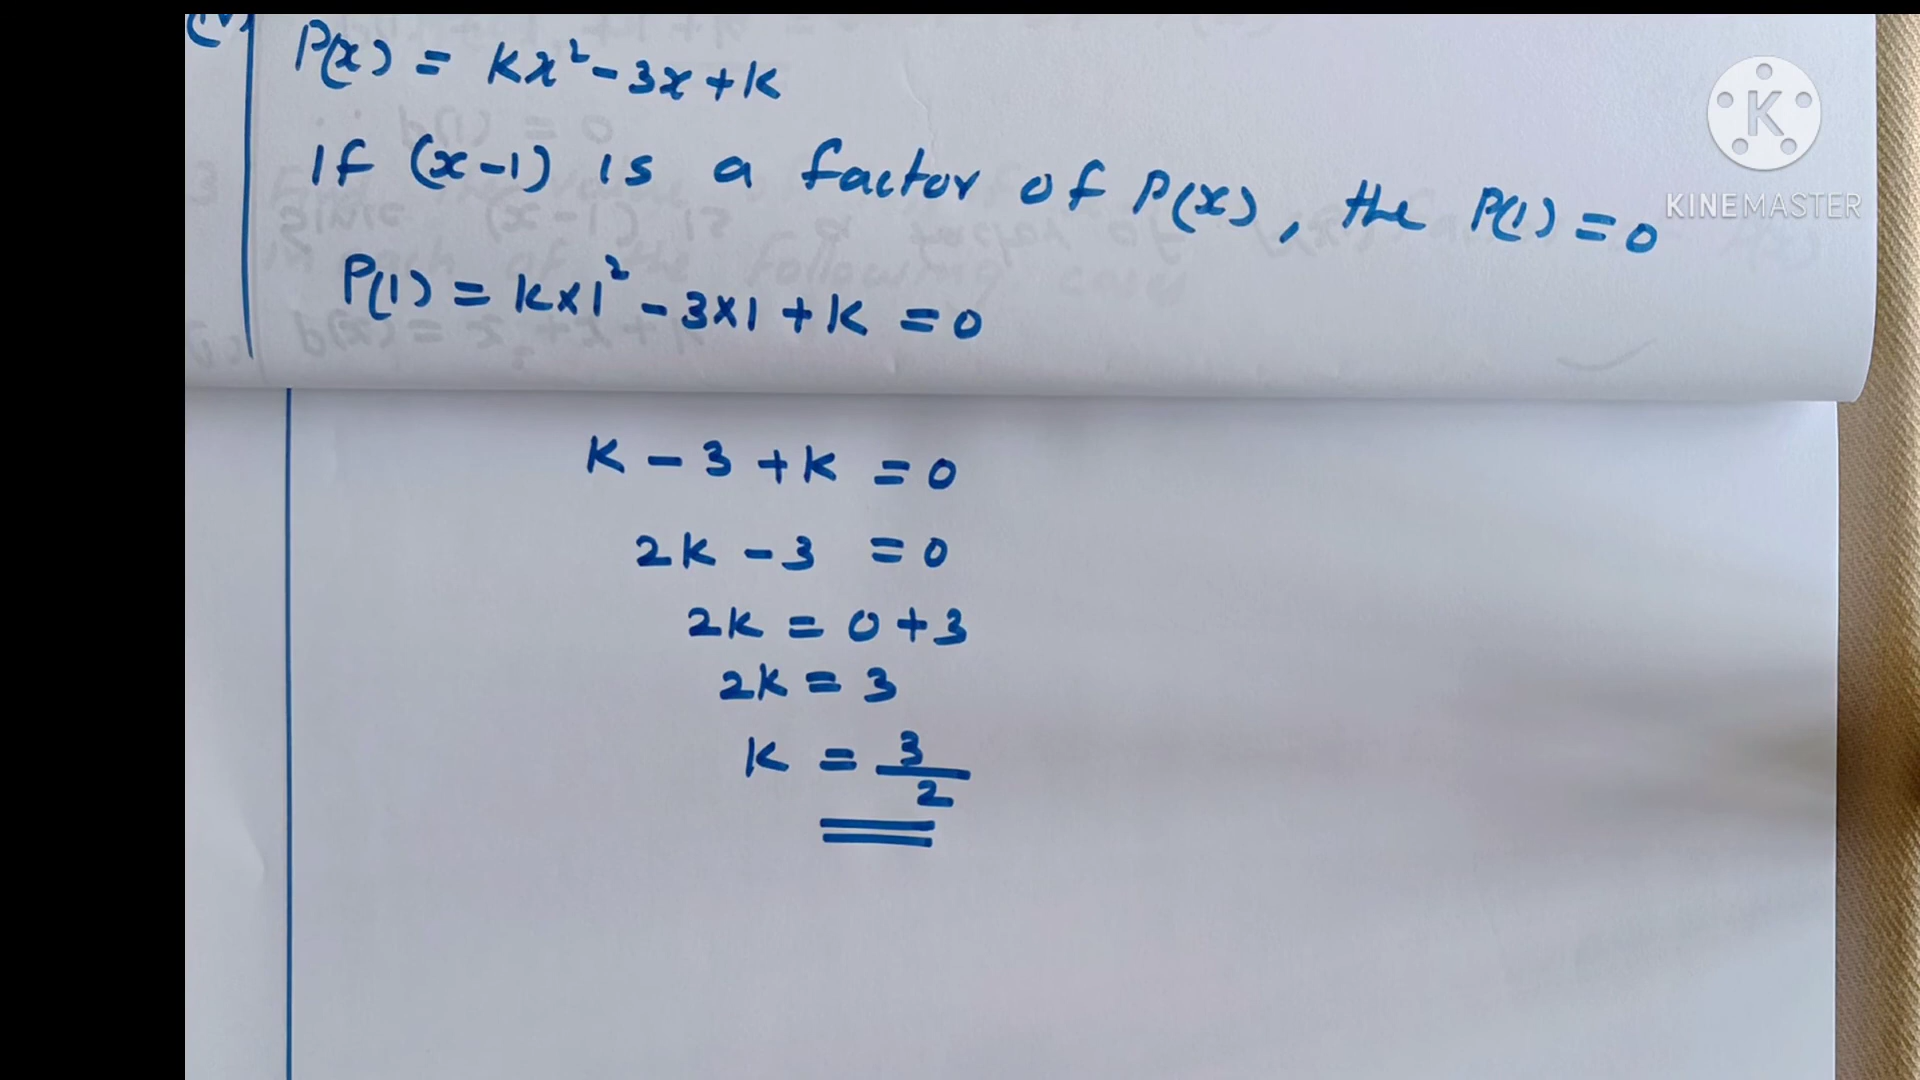 P(x) = kx² - 3x + k
If (x-1) is a factor of P(x), the P(1) = 0
P(1) = k×1² - 3×1 + k = 0
k - 3 + k = 0
2k - 3 = 0
2k = 0 + 3
2k = 3
k = 3/2
K
KINEMASTER